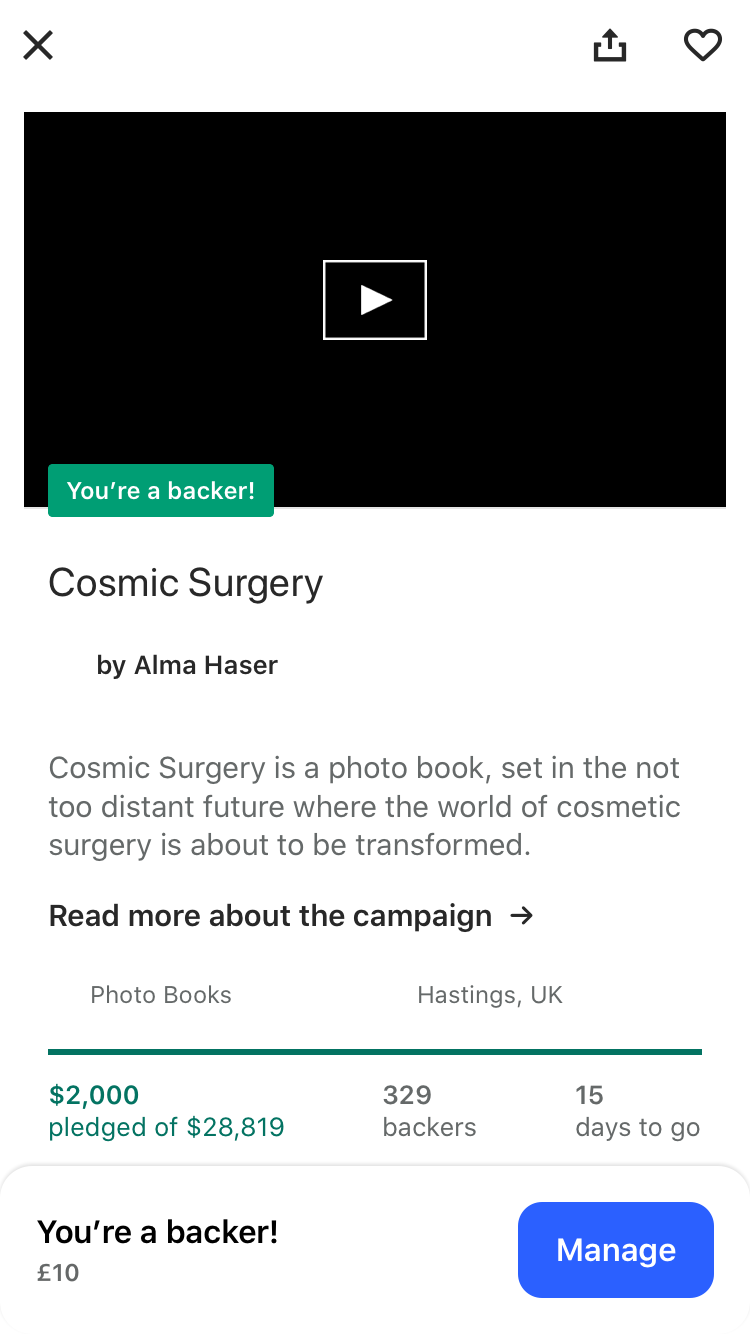 You’re a backer!
Cosmic Surgery
by Alma Haser
Cosmic Surgery is a photo book, set in the not
too distant future where the world of cosmetic
surgery is about to be transformed.
Read more about the campaign →
Photo Books
Hastings, UK
$2,000
pledged of $28,819
329
backers
15
days to go
You’re a backer!
£10
Manage